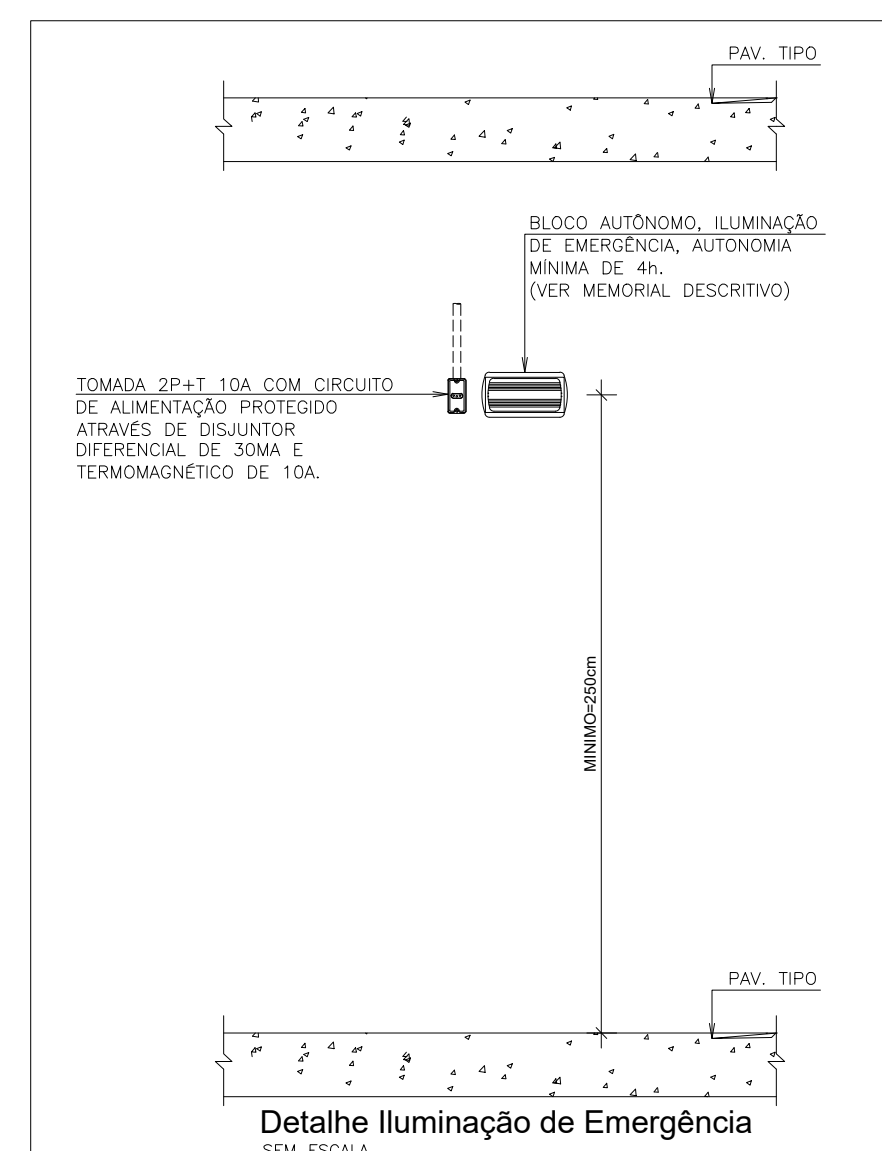 PAV. TIPO
BLOCO AUTÔNOMO, ILUMINAÇÃO
DE EMERGÊNCIA, AUTONOMIA
MÍNIMA DE 4h.
(VER MEMORIAL DESCRITIVO)
TOMADA 2P+T 10A COM CIRCUITO
DE ALIMENTAÇÃO PROTEGIDO
ATRAVÉS DE DISJUNTOR
DIFERENCIAL DE 30MA E
TERMOMAGNÉTICO DE 10A.
MINIMO=250cm
PAV. TIPO
Detalhe Iluminação de Emergência
SEM ESCALA